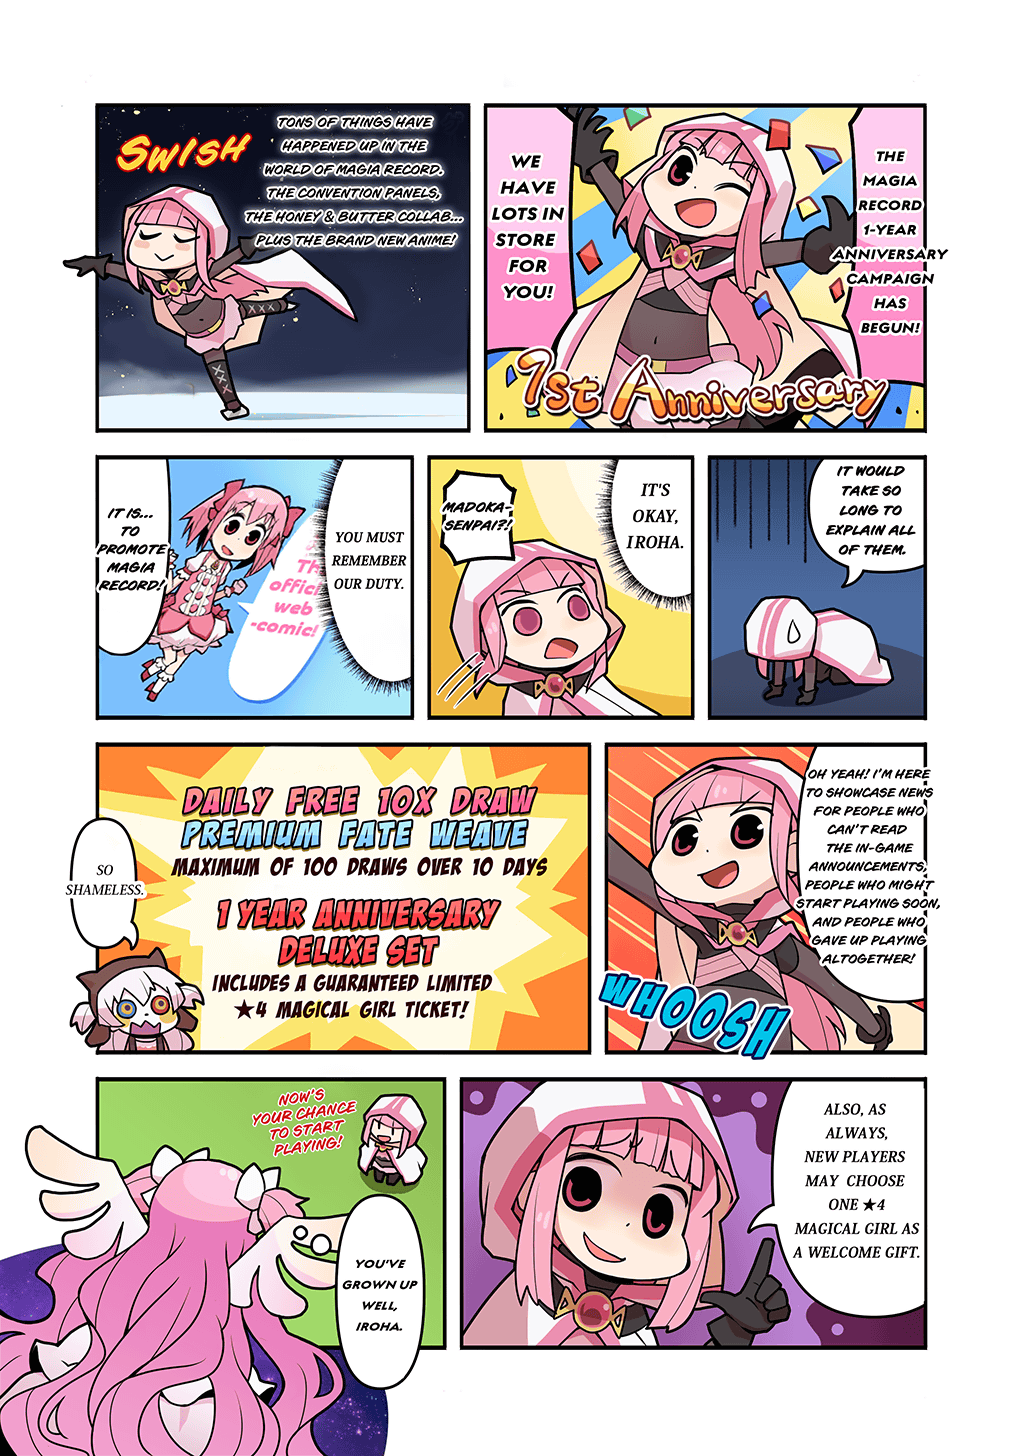 THE
MAGIA
RECORD
1-YEAR
ANNIVERSARY
CAMPAIGN
HAS
BEGUN!
WE
HAVE
LOTS IN
STORE
FOR
YOU!
1st Anniversary
TONS OF THINGS HAVE
HAPPENED UP IN THE
WORLD OF MAGIA RECORD.
THE CONVENTION PANELS,
THE HONEY & BUTTER COLLAB...
PLUS THE BRAND NEW ANIME!
SWISH
IT WOULD
TAKE SO
LONG TO
EXPLAIN ALL
OF THEM.
IT'S
OKAY,
IROHA.
MADOKA-
SENPAI?!
YOU MUST
REMEMBER
OUR DUTY.
Th
offici
web
-comic!
IT IS...
TO
PROMOTE
MAGIA
RECORD!
OH YEAH! I'M HERE
TO SHOWCASE NEWS
FOR PEOPLE WHO
CAN'T READ
THE IN-GAME
ANNOUNCEMENTS,
PEOPLE WHO MIGHT
START PLAYING SOON,
AND PEOPLE WHO
GAVE UP PLAYING
ALTOGETHER!
WHOOSH
DAILY FREE 10X DRAW
PREMIUM FATE WEAVE
MAXIMUM OF 100 DRAWS OVER 10 DAYS
1 YEAR ANNIVERSARY
DELUXE SET
INCLUDES A GUARANTEED LIMITED
★4 MAGICAL GIRL TICKET!
SO
SHAMELESS.
ALSO, AS
ALWAYS,
NEW PLAYERS
MAY CHOOSE
ONE ★4
MAGICAL GIRL AS
A WELCOME GIFT.
NOW'S
YOUR CHANCE
TO START
PLAYING!
YOU'VE
GROWN UP
WELL,
IROHA.